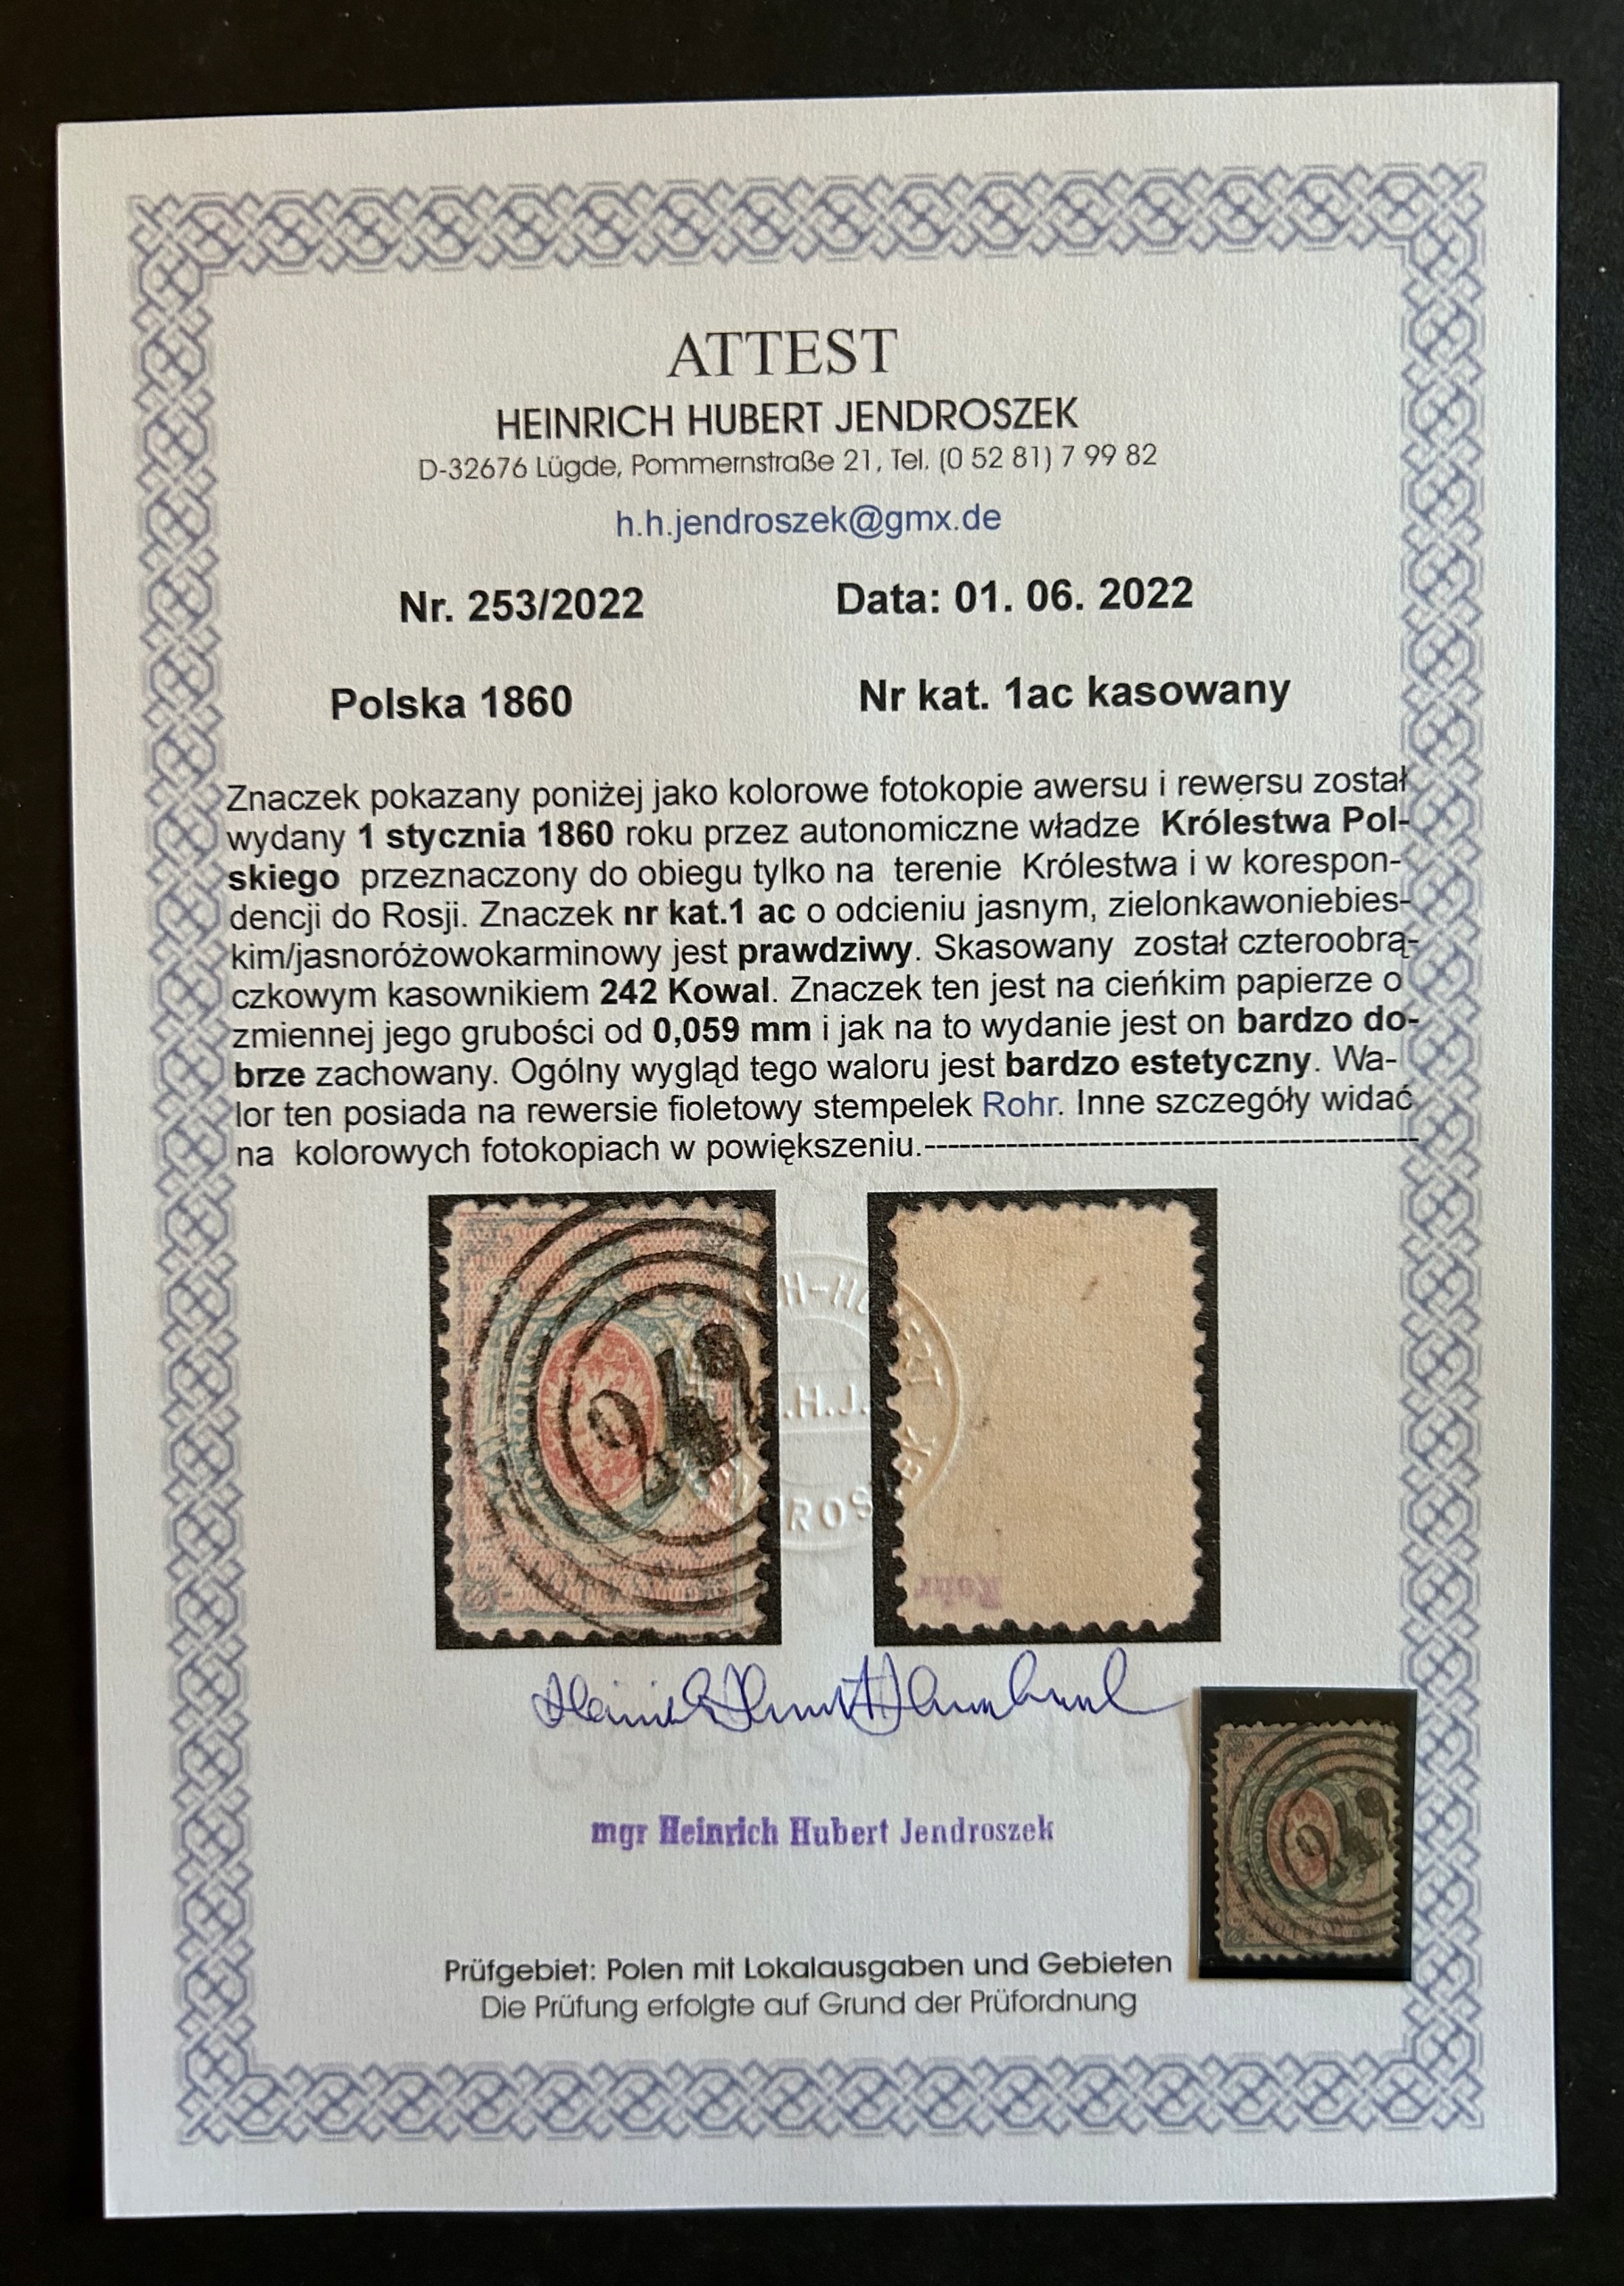 ATTEST
HEINRICH HUBERT JENDROSZEK
D-32676 Lügde, Pommernstraße 21, Tel. (0 52 81) 7 99 82
h.h.jendroszek@gmx.de
Nr. 253/2022 Data: 01. 06. 2022
Polska 1860 Nr kat. 1ac kasowany
Znaczek pokazany poniżej jako kolorowe fotokopie awersu i rewersu został
wydany 1 stycznia 1860 roku przez autonomiczne władze Królestwa Pol-
skiego przeznaczony do obiegu tylko na terenie Królestwa i w korespon-
dencji do Rosji. Znaczek nr kat.1 ac o odcieniu jasnym, zielonkawoniebies-
kim/jasnoróżowokarminowy jest prawdziwy. Skasowany został czteroobrą-
czkowym kasownikiem 242 Kowal. Znaczek ten jest na cieńkim papierze o
zmiennej jego grubości od 0,059 mm i jak na to wydanie jest on bardzo do-
brze zachowany. Ogólny wygląd tego waloru jest bardzo estetyczny. Wa-
lor ten posiada na rewersie fioletowy stempelek Rohr. Inne szczegóły widać
na kolorowych fotokopiach w powiększeniu.------------------------------------------
242
.H.J.
Rohr
242
mgr Heinrich Hubert Jendroszek
Prüfgebiet: Polen mit Lokalausgaben und Gebieten
Die Prüfung erfolgte auf Grund der Prüfordnung